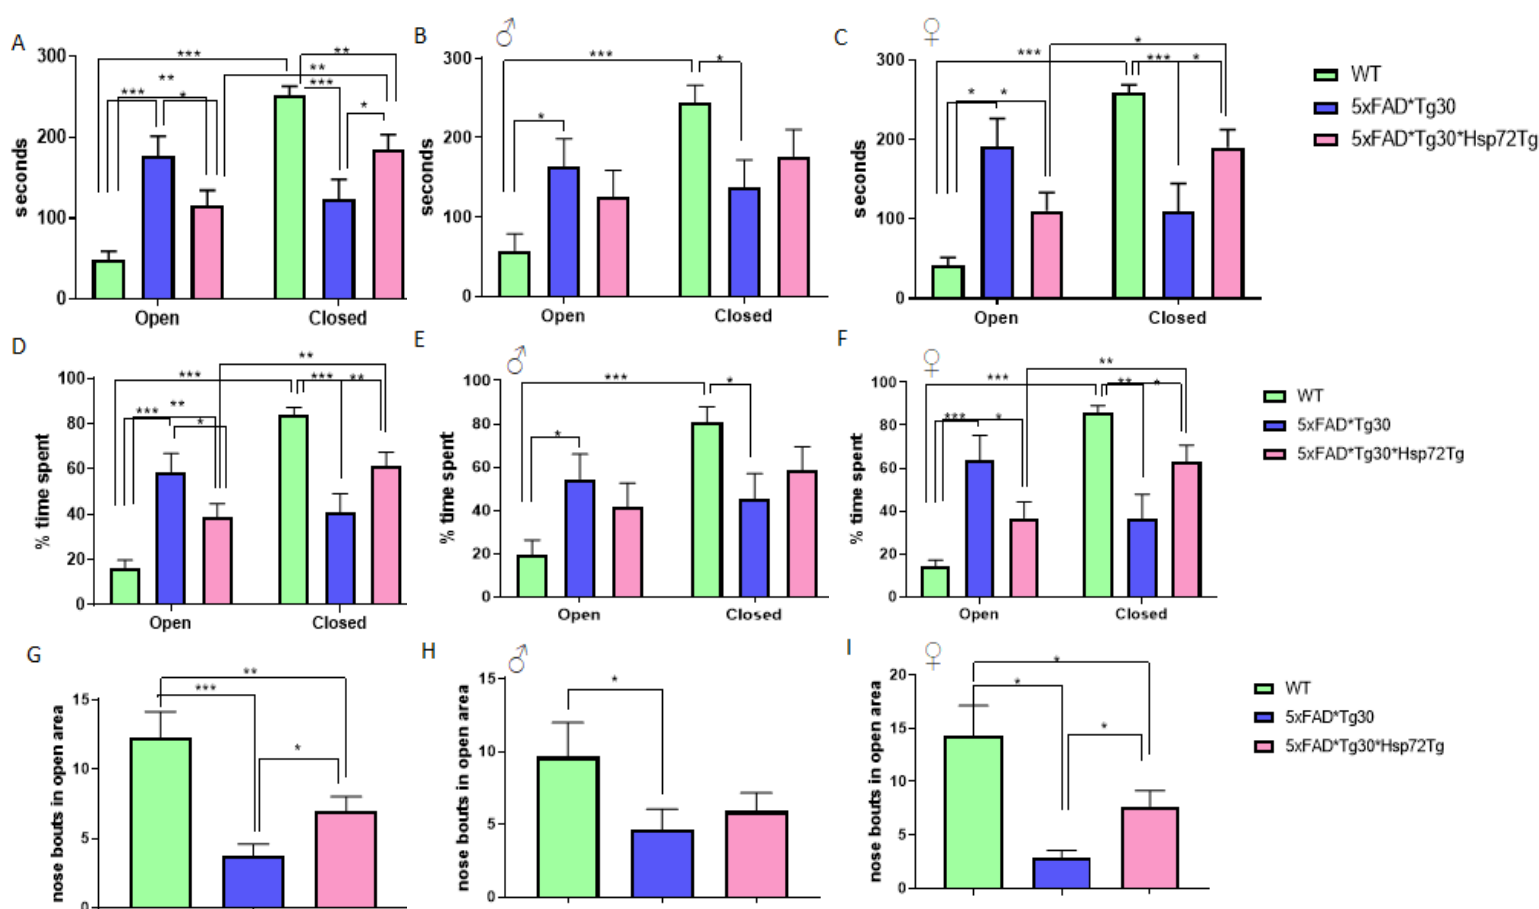 A
seconds
300
200
100
0
***
**
**
***
*
**
***
*
Open
Closed
B
♂
seconds
300
200
100
0
***
*
*
Open
Closed
C
♀
seconds
300
200
100
0
*
***
***
*
*
*
Open
Closed
WT
5xFAD*Tg30
5xFAD*Tg30*Hsp72Tg
D
% time spent
100
80
60
40
20
0
**
***
***
**
***
**
*
Open
Closed
E
♂
% time spent
100
80
60
40
20
0
***
*
*
Open
Closed
F
♀
% time spent
100
80
60
40
20
0
**
***
**
*
***
*
Open
Closed
WT
5xFAD*Tg30
5xFAD*Tg30*Hsp72Tg
G
nose bouts in open area
15
10
5
0
**
***
*
H
♂
nose bouts in open area
15
10
5
0
*
I
♀
nose bouts in open area
20
15
10
5
0
*
*
*
WT
5xFAD*Tg30
5xFAD*Tg30*Hsp72Tg